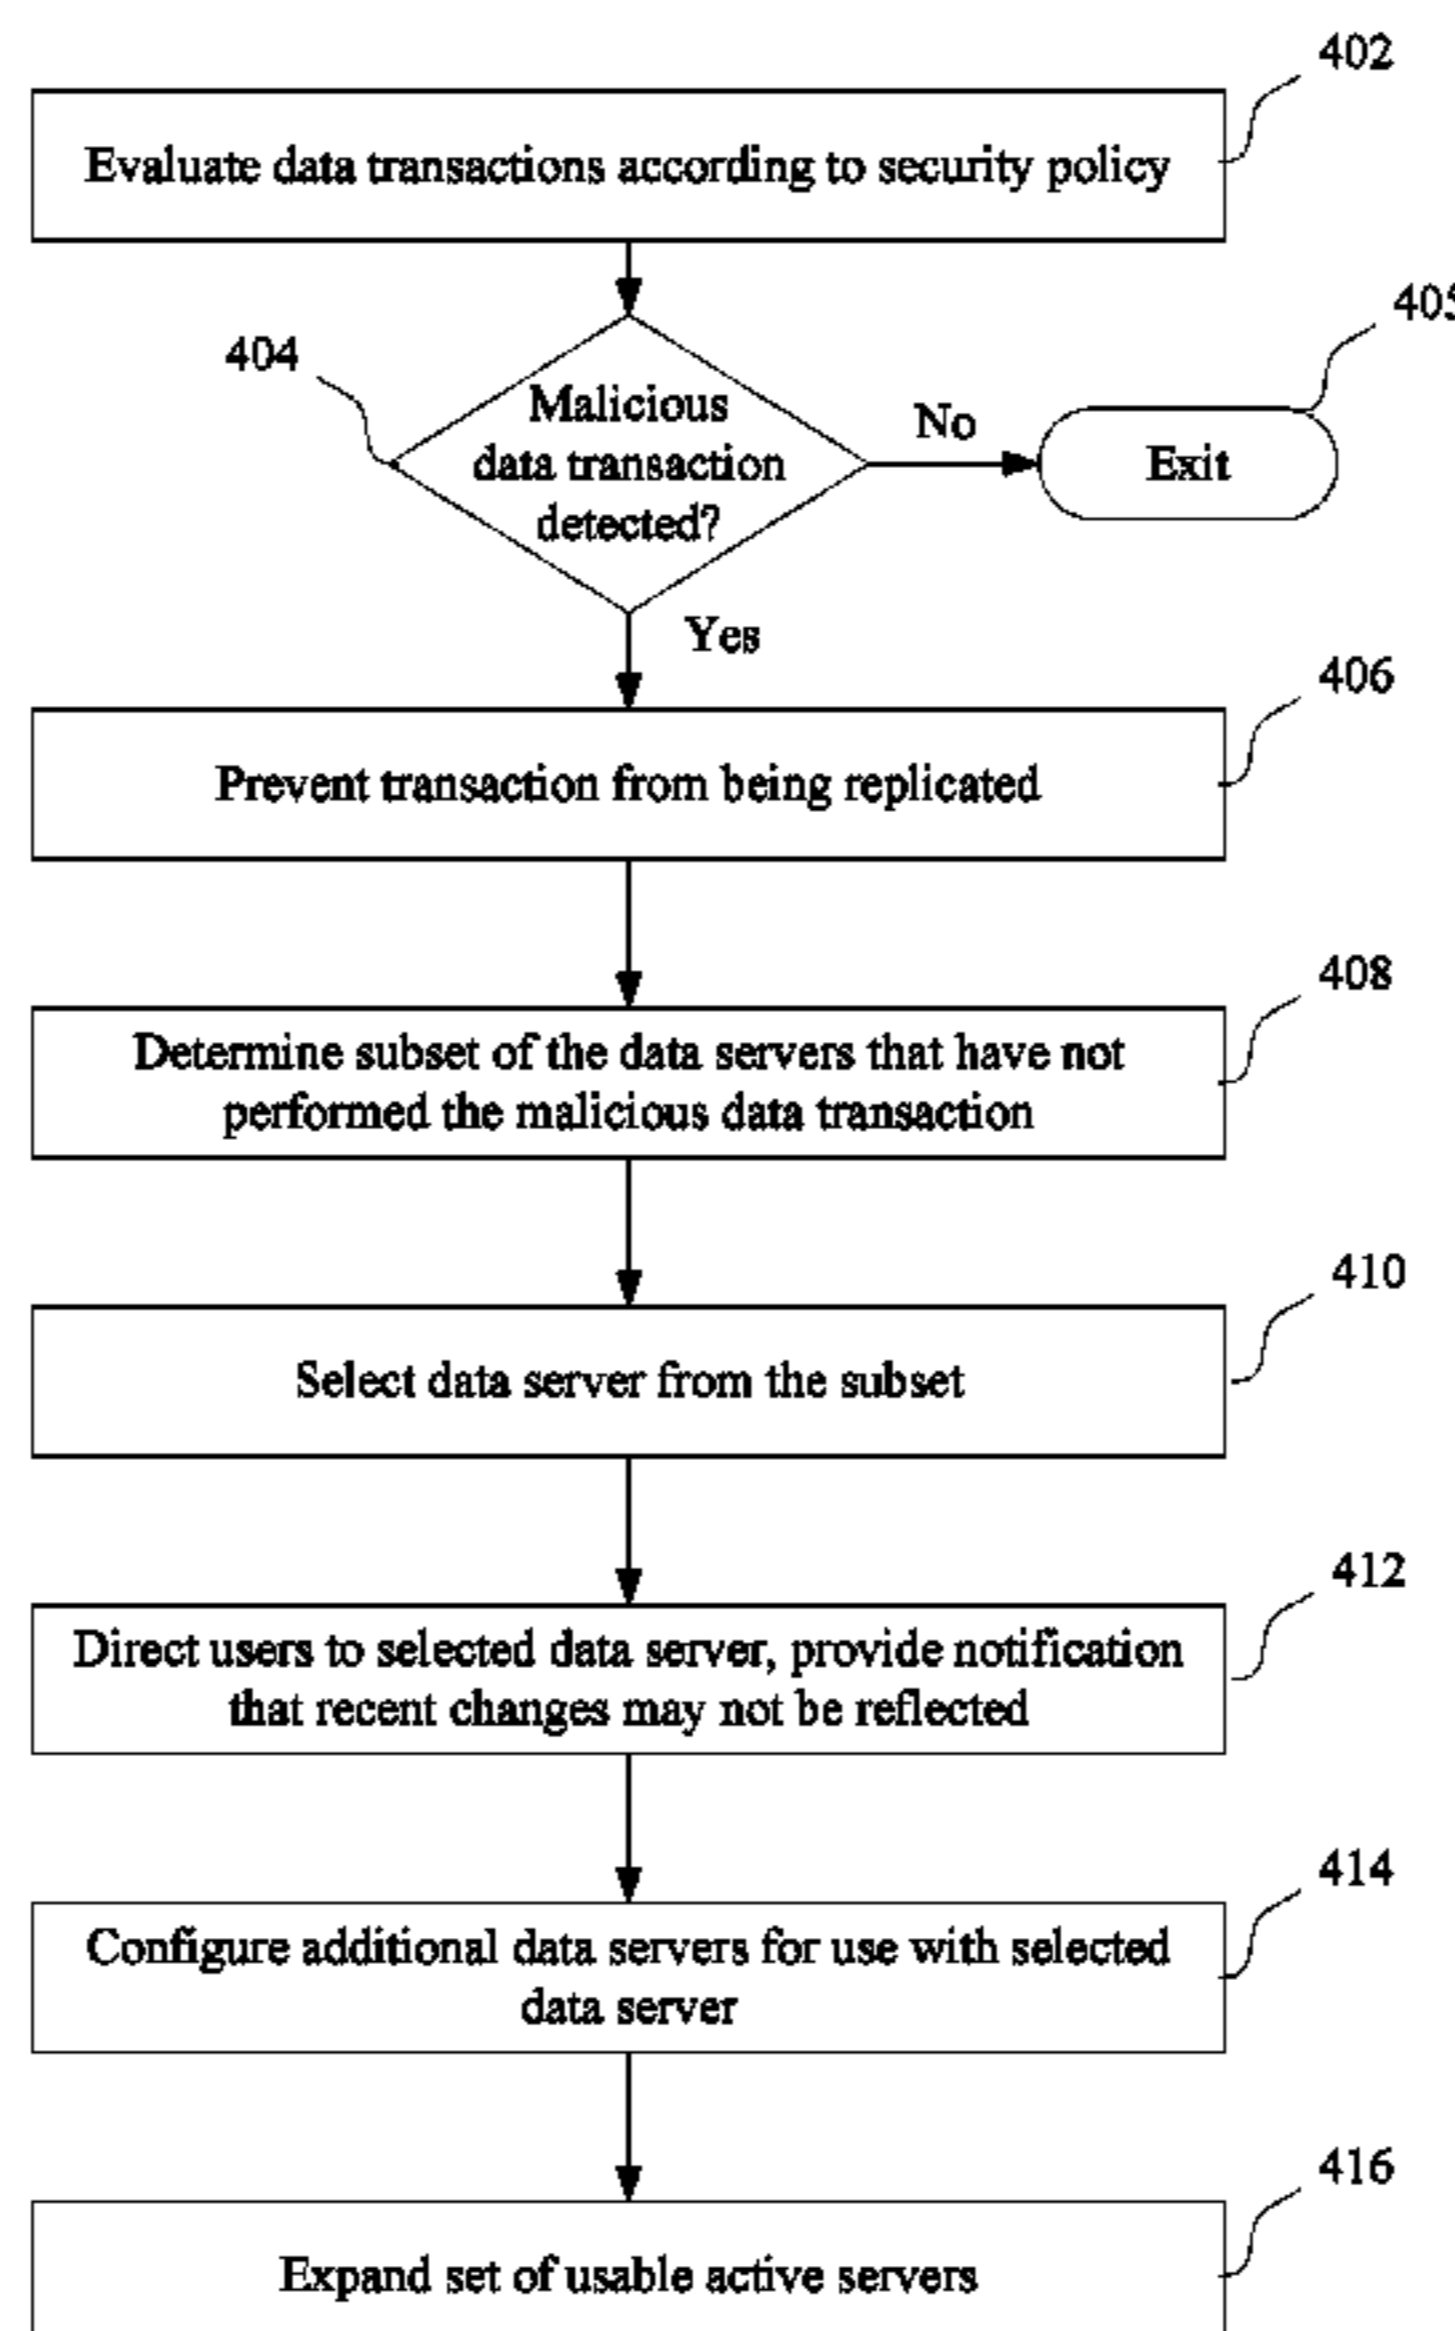 402
Evaluate data transactions according to security policy
405
404
Malicious
data transaction
detected?
No
Exit
Yes
406
Prevent transaction from being replicated
408
Determine subset of the data servers that have not
performed the malicious data transaction
410
Select data server from the subset
412
Direct users to selected data server, provide notification
that recent changes may not be reflected
414
Configure additional data servers for use with selected
data server
416
Expand set of usable active servers